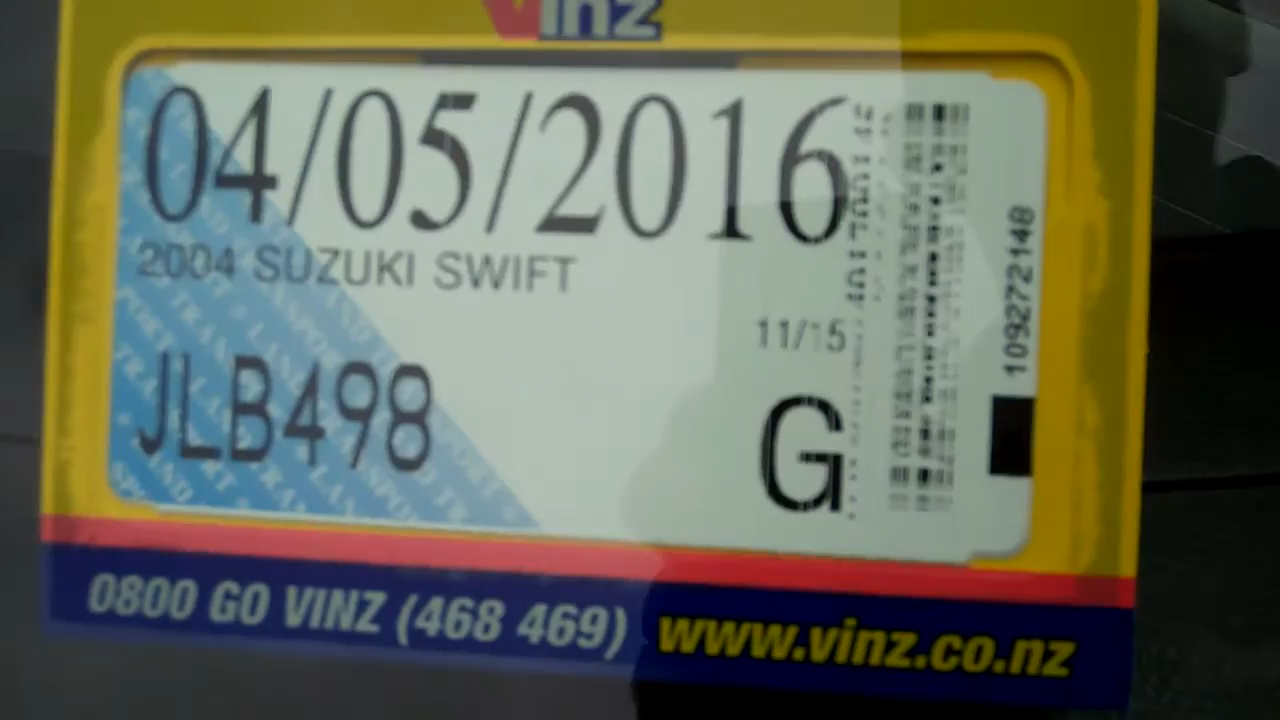 Vinz
04/05/2016
2004 SUZUKI SWIFT
11/15
JLB498
G
109272148
0800 GO VINZ (468 469)
www.vinz.co.nz